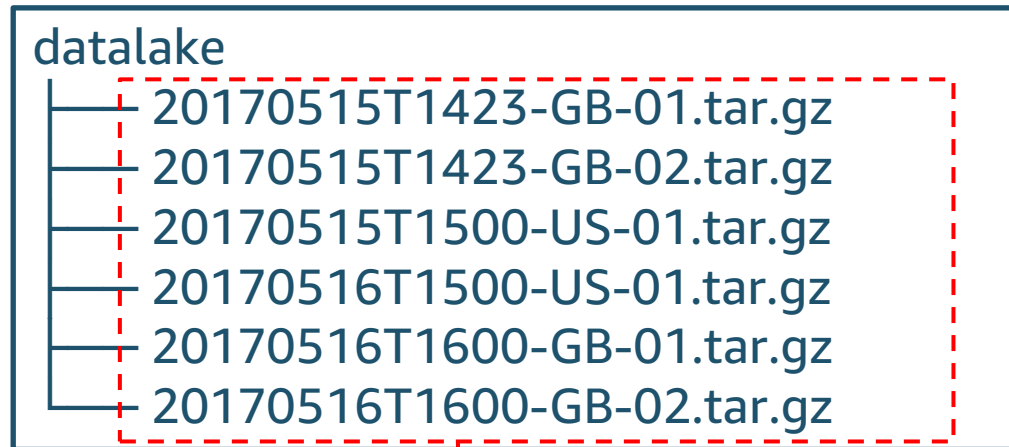 datalake
20170515T1423-GB-01.tar.gz
20170515T1423-GB-02.tar.gz
20170515T1500-US-01.tar.gz
20170516T1500-US-01.tar.gz
20170516T1600-GB-01.tar.gz
20170516T1600-GB-02.tar.gz